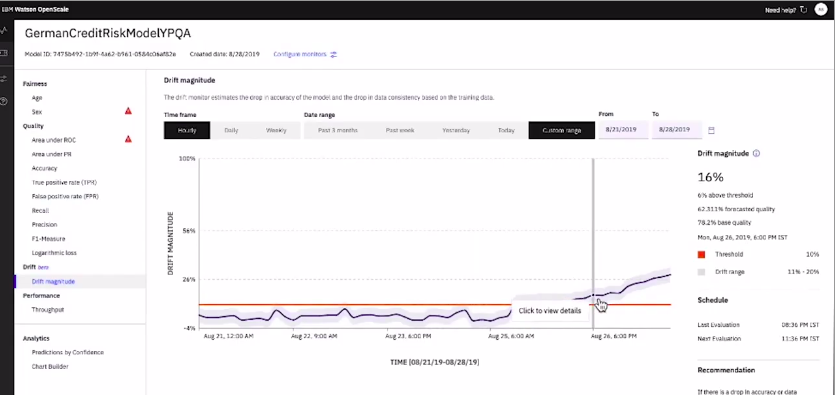 IBM Watson OpenScale
Need help?
GermanCreditRiskModelYPQA
Created date: 8/28/2019
Configure monitors
Fairness
Age
Sex
Quality
Area under ROC
Area under PR
Accuracy
True positive rate (TPR)
False positive rate (FPR)
Recall
Precision
F1-Measure
Logarithmic loss
Drift beta
Drift magnitude
Performance
Throughput
Analytics
Predictions by Confidence
Chart Builder
Drift magnitude
The drift monitor estimates the drop in accuracy of the model and the drop in data consistency based on the training data.
Time frame
Date range
From
To
Hourly
Daily
Weekly
Past 3 months
Past week
Yesterday
Today
Custom range
8/21/2019
8/28/2019
100%
56%
26%
-4%
DRIFT MAGNITUDE
Click to view details
Aug 21, 12:00 AM
Aug 22, 9:00 AM
Aug 23, 6:00 PM
Aug 25, 6:00 AM
Aug 26, 6:00 PM
TIME [08/21/19-08/28/19]
Drift magnitude
16%
6% above threshold
62.311% forecasted quality
78.2% base quality
Mon, Aug 26, 2019, 6:00 PM IST
Threshold
10%
Drift range
11% - 20%
Schedule
Last Evaluation
08:36 PM IST
Next Evaluation
11:36 PM IST
Recommendation
If there is a drop in accuracy or data